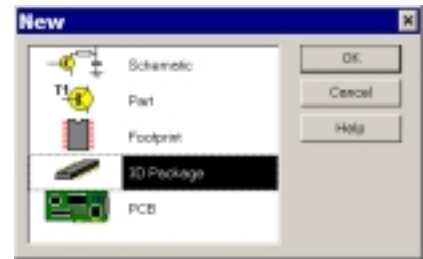 New
Schematic
OK
T1
Part
Cancel
Footprint
Help
3D Package
PCB